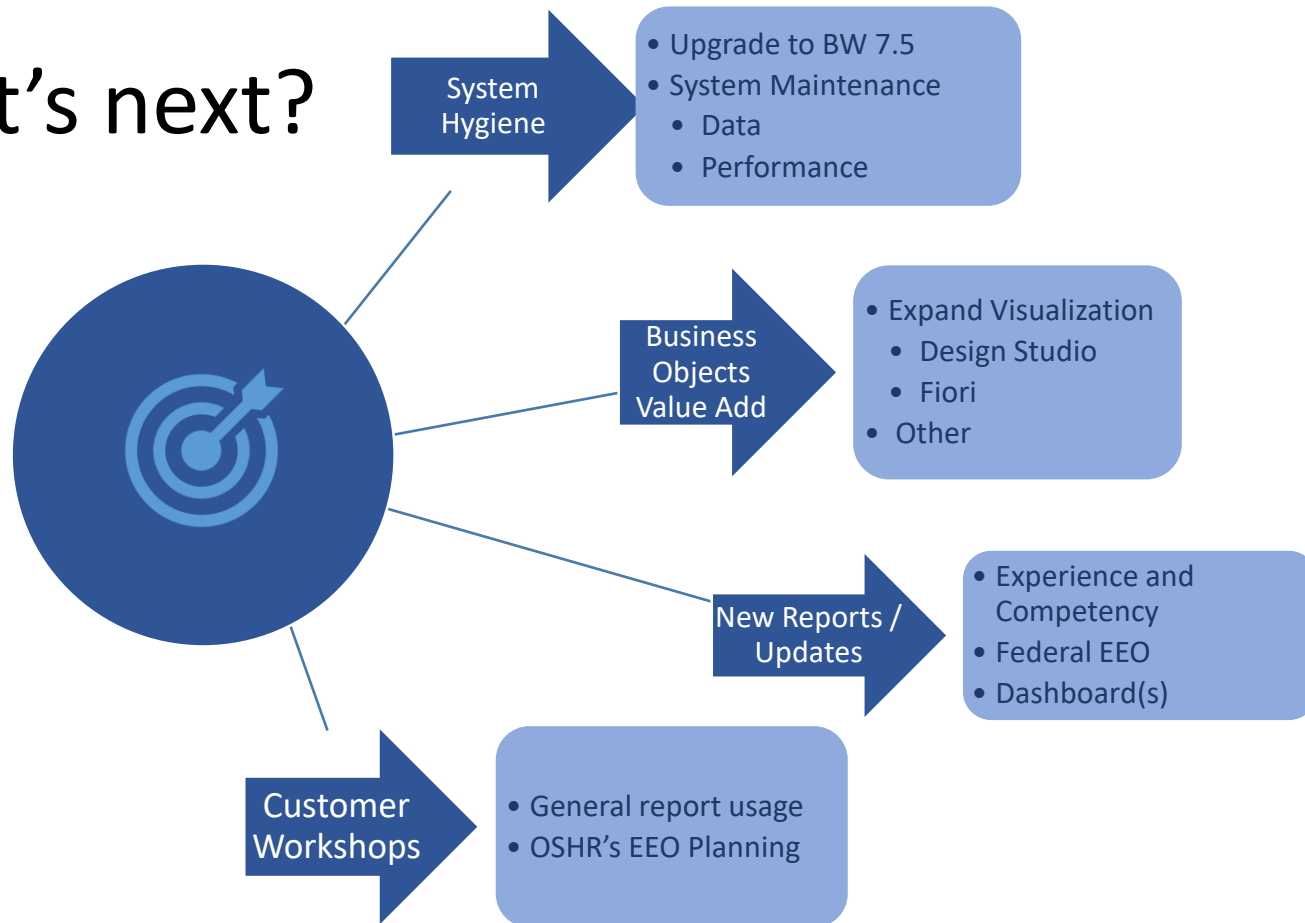 t's next?
System
Hygiene
• Upgrade to BW 7.5
• System Maintenance
• Data
• Performance
Business
Objects
Value Add
• Expand Visualization
• Design Studio
• Fiori
• Other
New Reports /
Updates
• Experience and
Competency
• Federal EEO
• Dashboard(s)
Customer
Workshops
• General report usage
• OSHR's EEO Planning